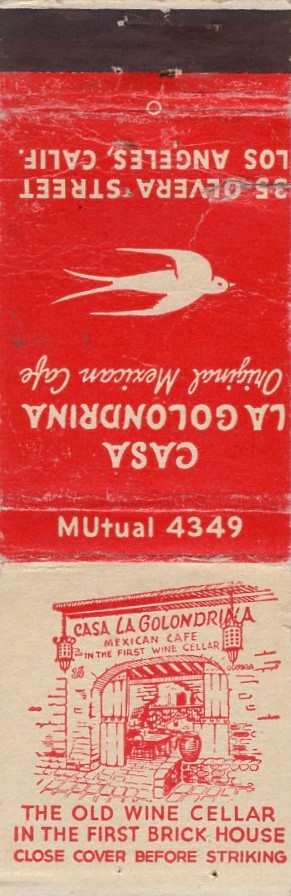 CASA
LA GOLONDRINA
Original Mexican Cafe
35 OLVERA STREET
LOS ANGELES, CALIF.
MUtual 4349
CASA LA GOLONDRINA
MEXICAN CAFE
IN THE FIRST WINE CELLAR
THE OLD WINE CELLAR
IN THE FIRST BRICK HOUSE
CLOSE COVER BEFORE STRIKING